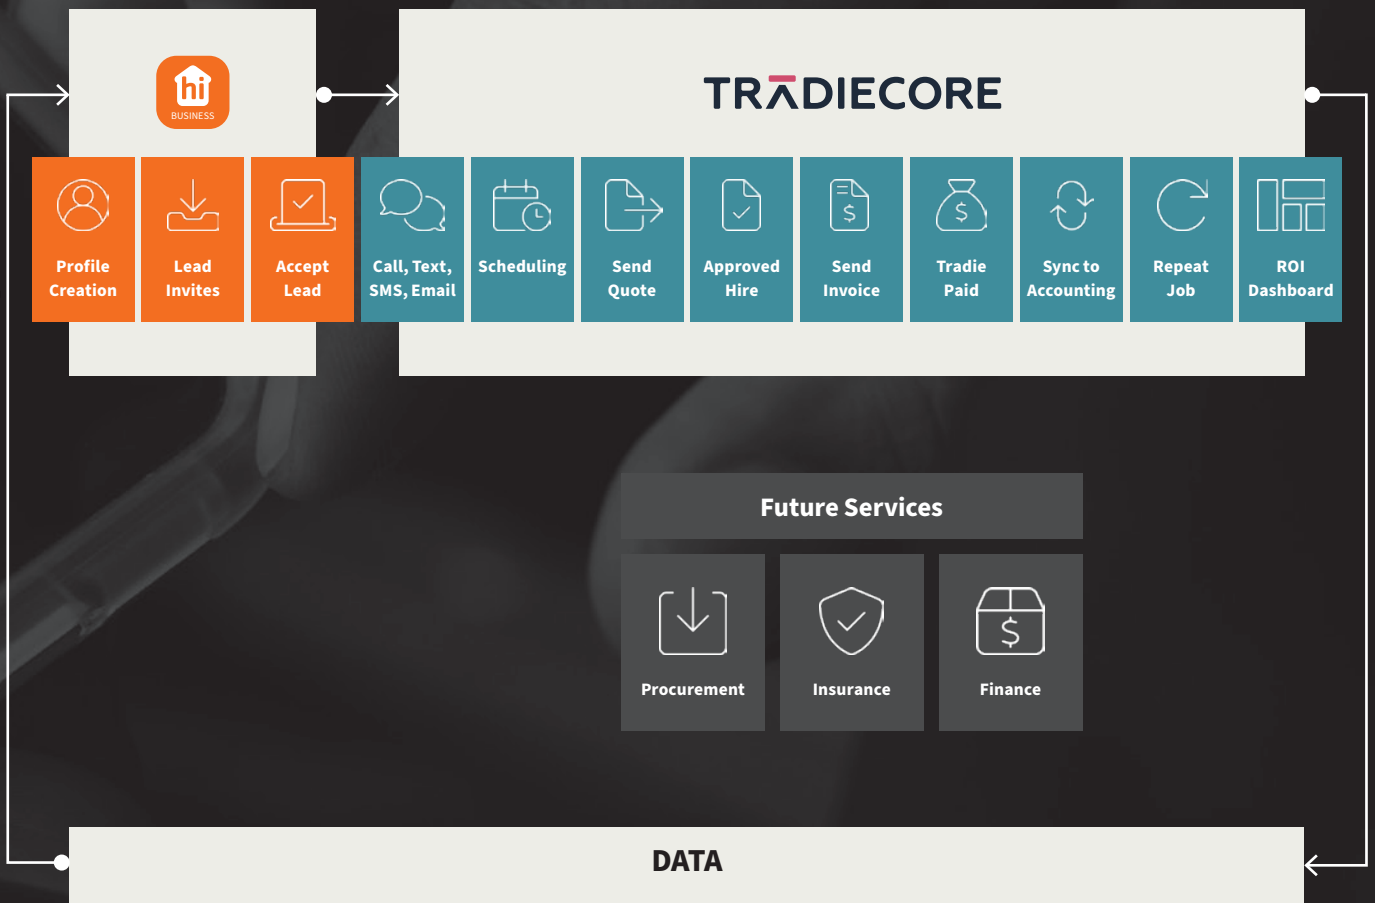 hi
BUSINESS
TRADIECORE
Profile
Creation
Lead
Invites
Accept
Lead
Call, Text,
SMS, Email
Scheduling
Send
Quote
Approved
Hire
Send
Invoice
Tradie
Paid
Sync to
Accounting
Repeat
Job
ROI
Dashboard
Future Services
Procurement
Insurance
Finance
DATA